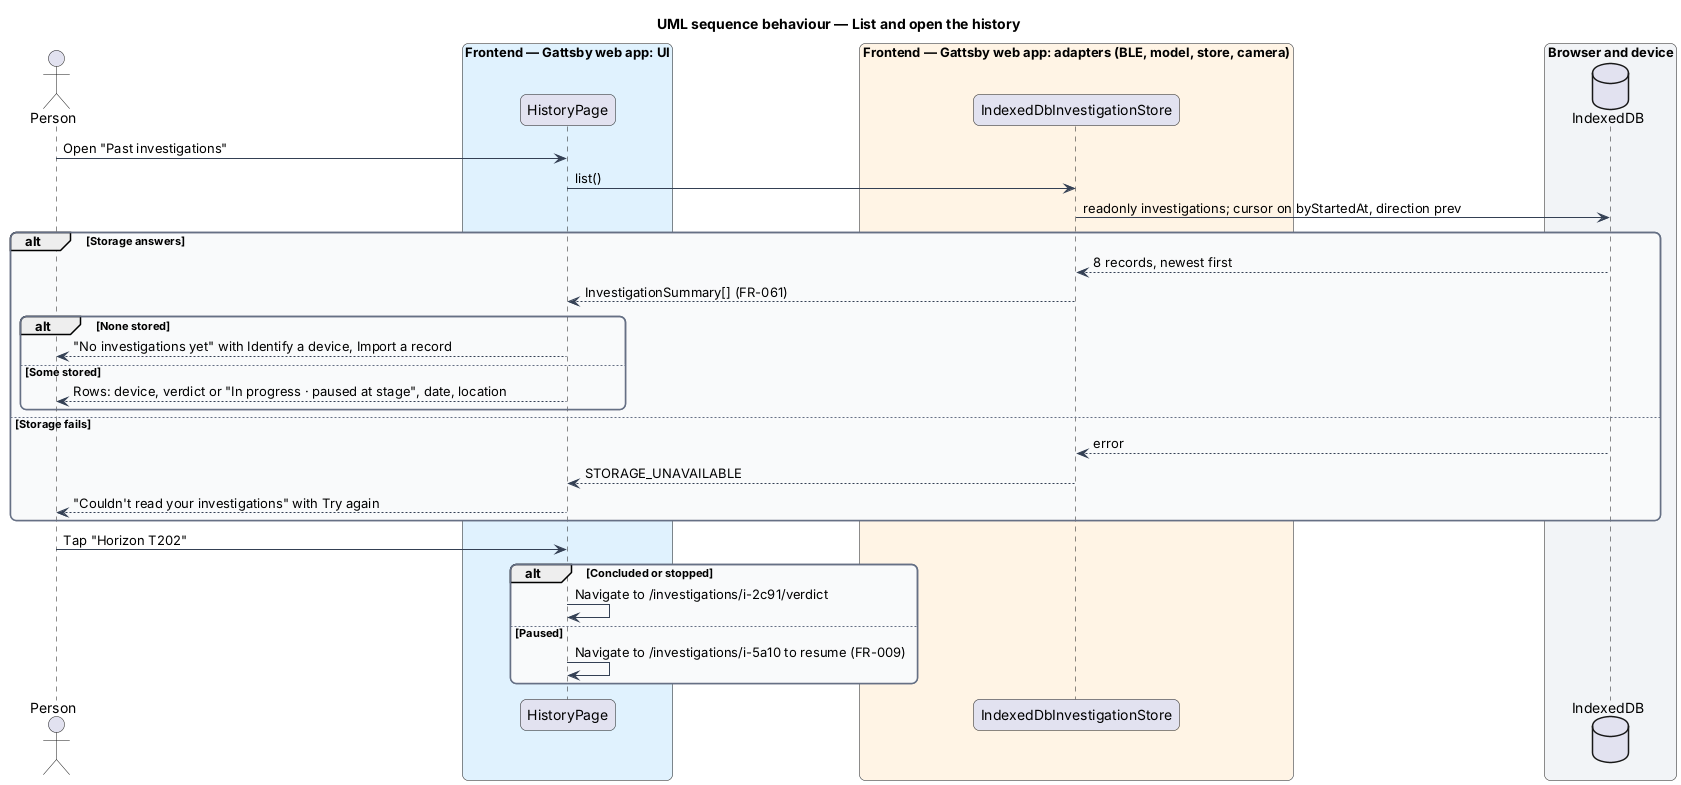 UML sequence behaviour — List and open the history
Frontend — Gattsby web app: UI
Frontend — Gattsby web app: adapters (BLE, model, store, camera)
Browser and device
Person
HistoryPage
IndexedDbInvestigationStore
IndexedDB
Open "Past investigations"
list()
readonly investigations; cursor on byStartedAt, direction prev
alt [Storage answers]
8 records, newest first
InvestigationSummary[] (FR-061)
alt [None stored]
"No investigations yet" with Identify a device, Import a record
[Some stored]
Rows: device, verdict or "In progress · paused at stage", date, location
[Storage fails]
error
STORAGE_UNAVAILABLE
"Couldn't read your investigations" with Try again
Tap "Horizon T202"
alt [Concluded or stopped]
Navigate to /investigations/i-2c91/verdict
[Paused]
Navigate to /investigations/i-5a10 to resume (FR-009)
Person
HistoryPage
IndexedDbInvestigationStore
IndexedDB